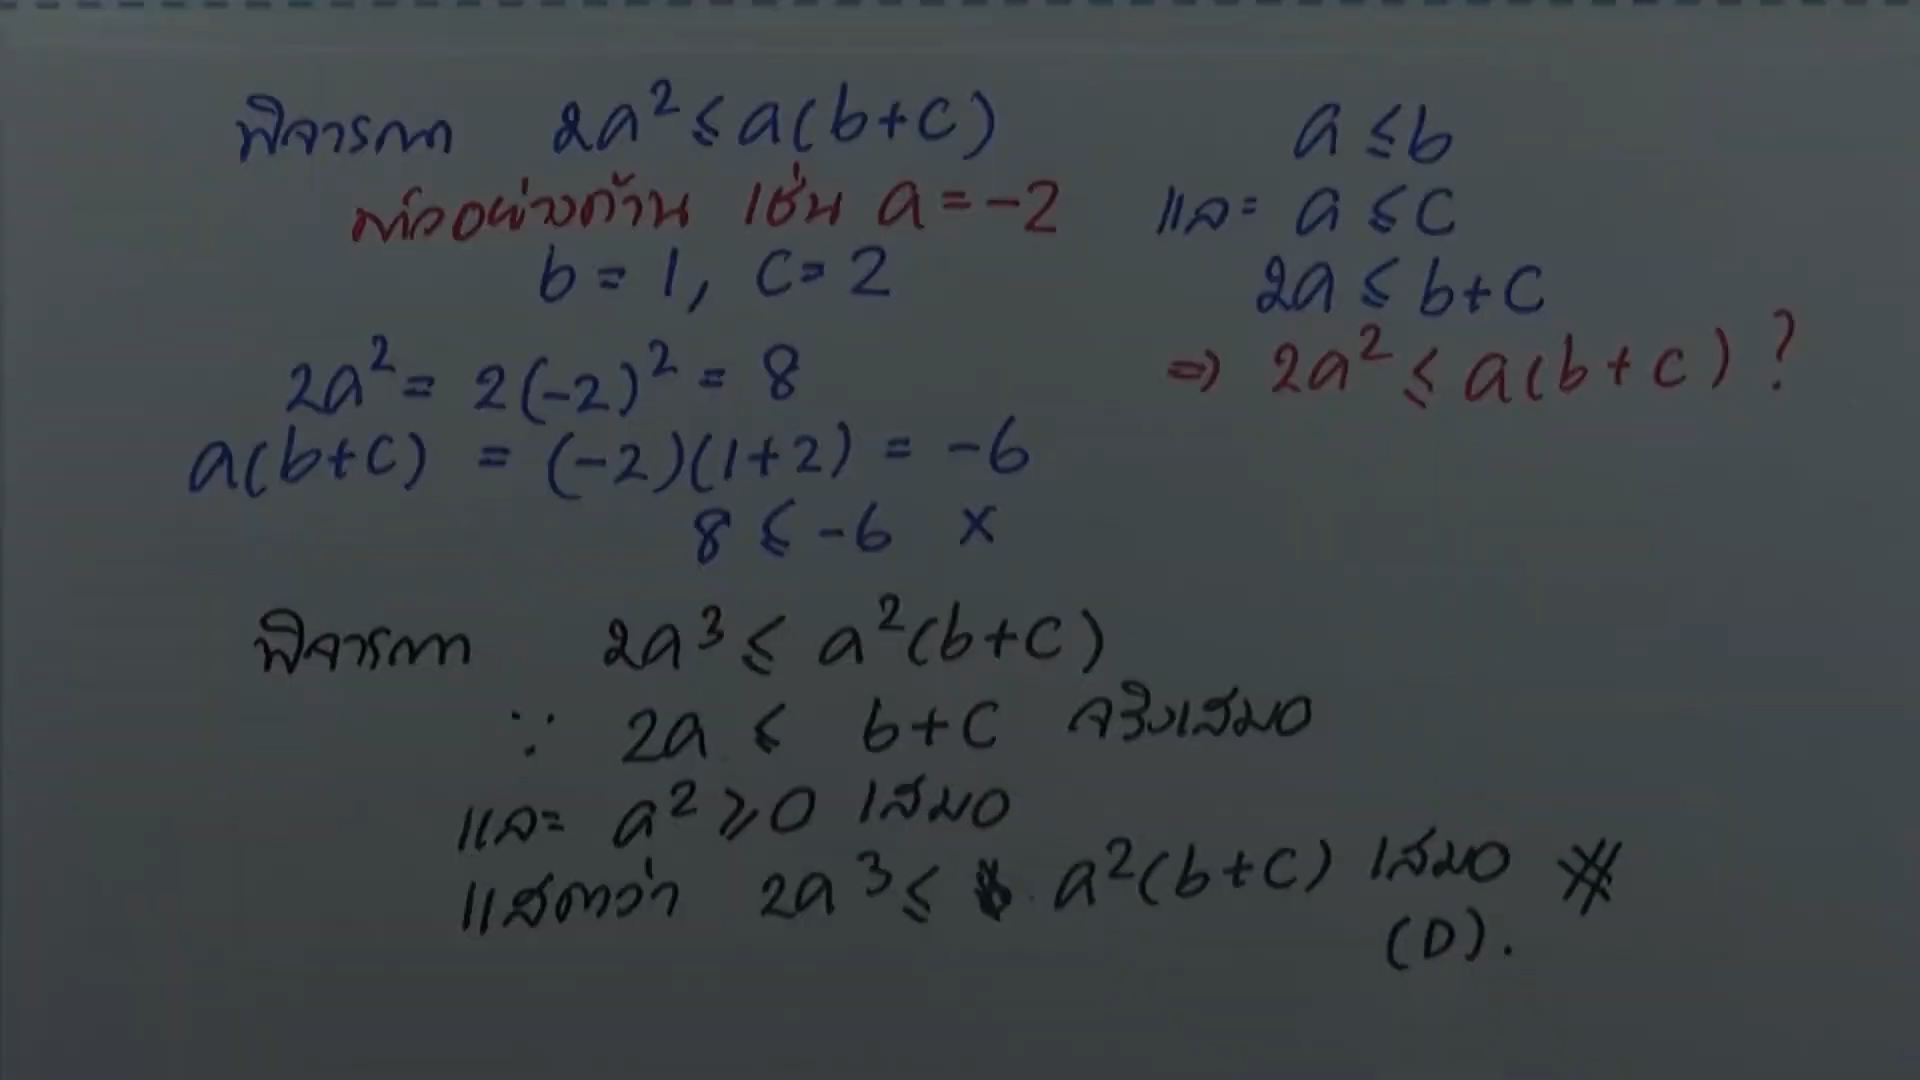 พิจารณา 2a² ≤ a(b+c)
ตัวอย่างค้าน เช่น a = -2
b = 1, c = 2
2a² = 2(-2)² = 8
a(b+c) = (-2)(1+2) = -6
8 ≤ -6 ×
a ≤ b
และ a ≤ c
2a ≤ b+c
⇒ 2a² ≤ a(b+c) ?
พิจารณา 2a³ ≤ a²(b+c)
∵ 2a ≤ b+c จริงเสมอ
และ a² ≥ 0 เสมอ
แสดงว่า 2a³ ≤ a²(b+c) เสมอ #
(D).